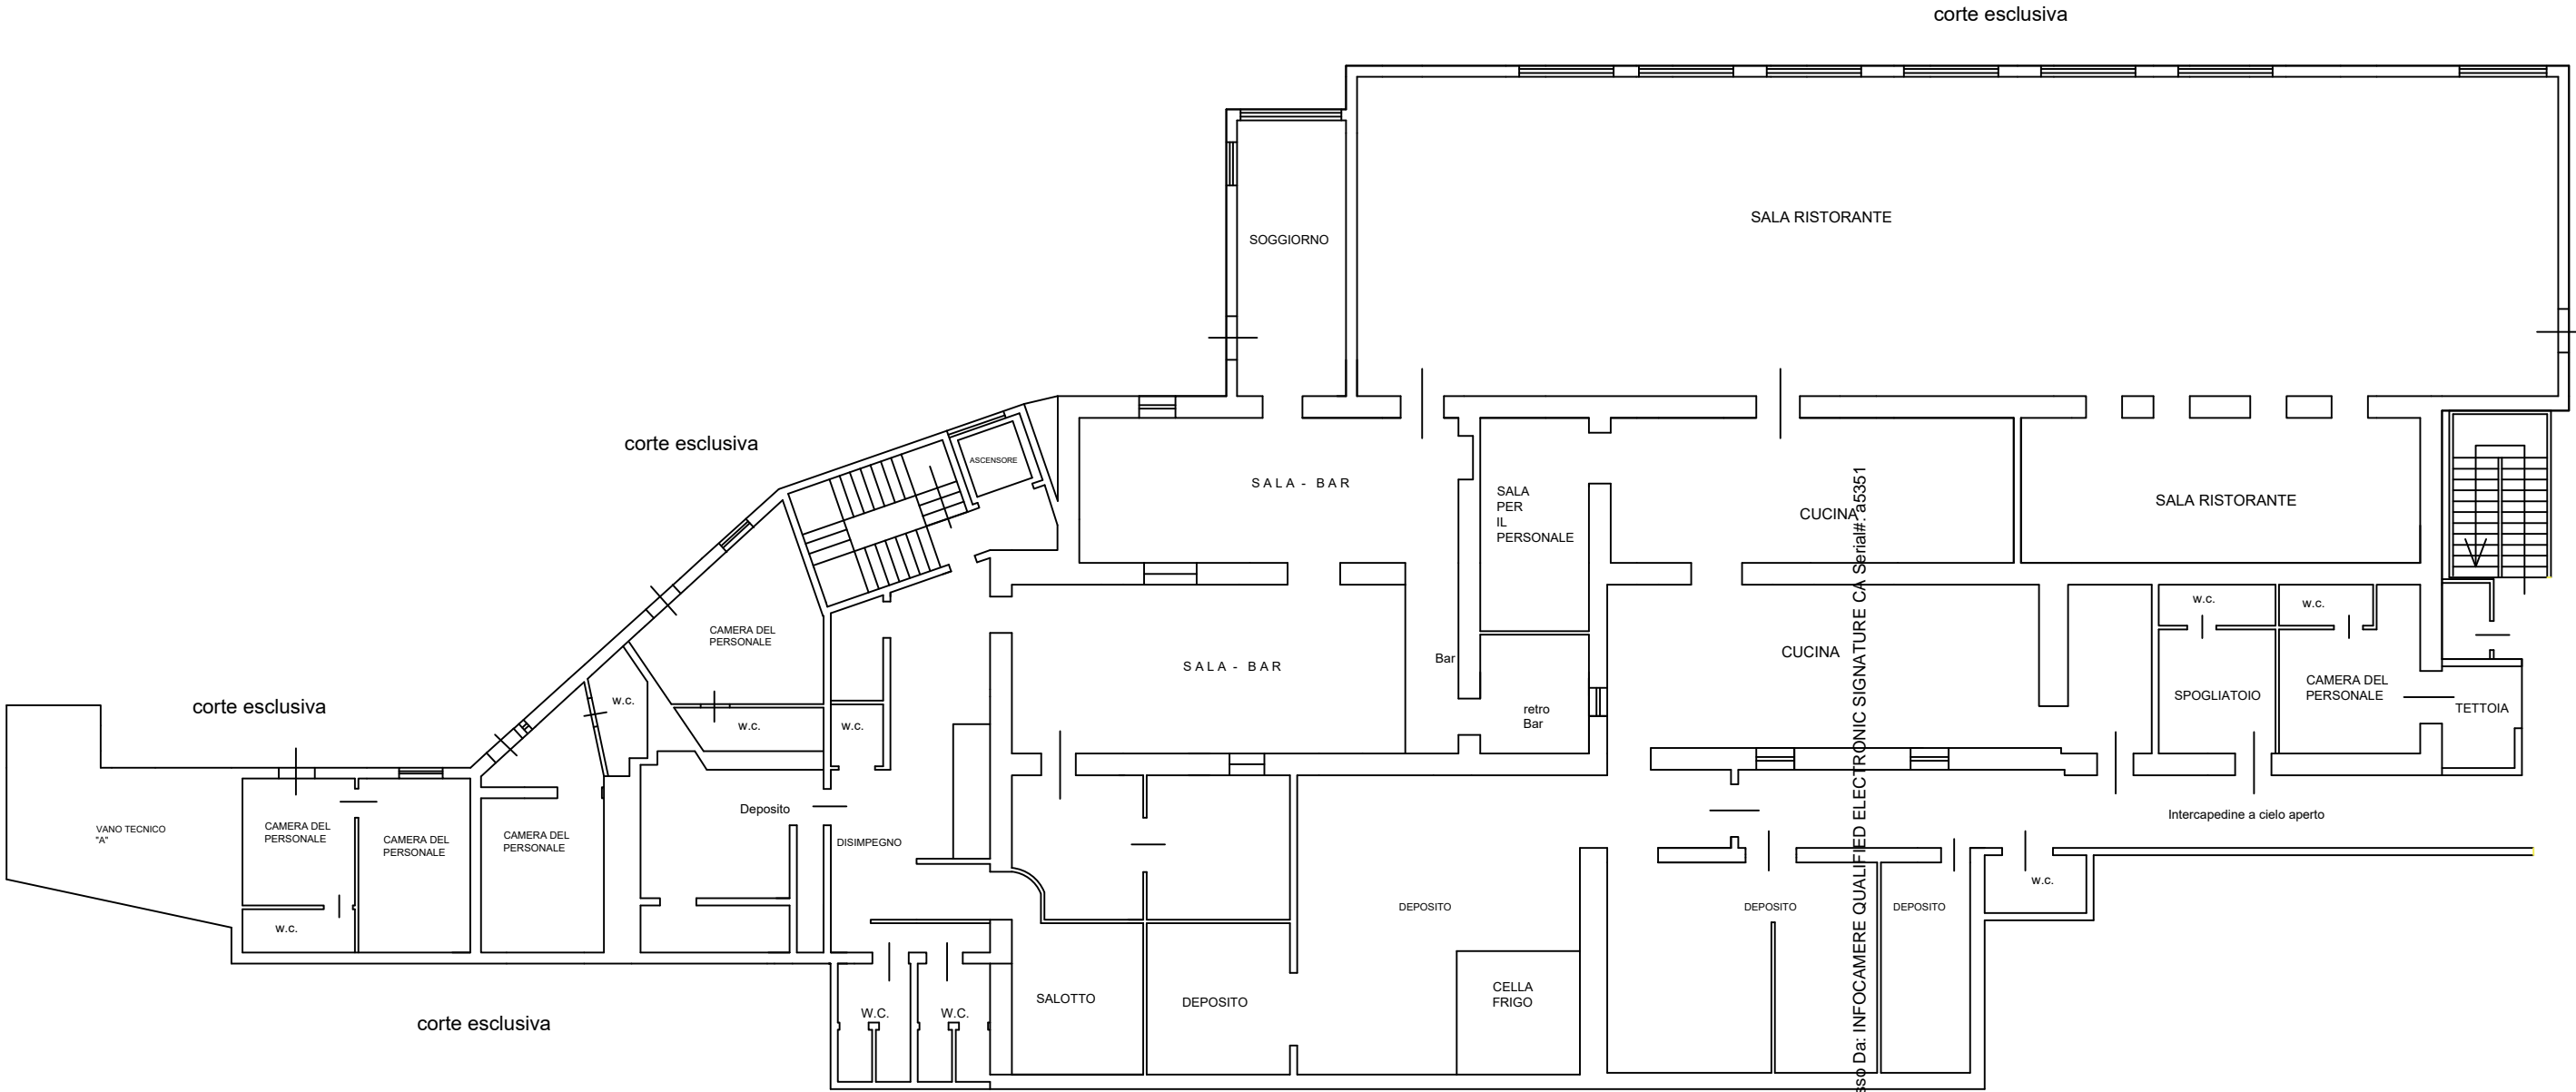 corte esclusiva
SALA RISTORANTE
SOGGIORNO
corte esclusiva
ASCENSORE
SALA - BAR
SALA
PER
IL
PERSONALE
CUCINA
SALA RISTORANTE
sso Da: INFOCAMERE QUALIFIED ELECTRONIC SIGNATURE CA Serial#: a5351
CAMERA DEL
PERSONALE
SALA - BAR
Bar
CUCINA
w.c.
w.c.
SPOGLIATOIO
CAMERA DEL
PERSONALE
TETTOIA
corte esclusiva
w.c.
w.c.
w.c.
retro
Bar
VANO TECNICO
"A"
CAMERA DEL
PERSONALE
CAMERA DEL
PERSONALE
CAMERA DEL
PERSONALE
Deposito
DISIMPEGNO
Intercapedine a cielo aperto
w.c.
w.c.
DEPOSITO
DEPOSITO
DEPOSITO
corte esclusiva
W.C.
W.C.
SALOTTO
DEPOSITO
CELLA
FRIGO